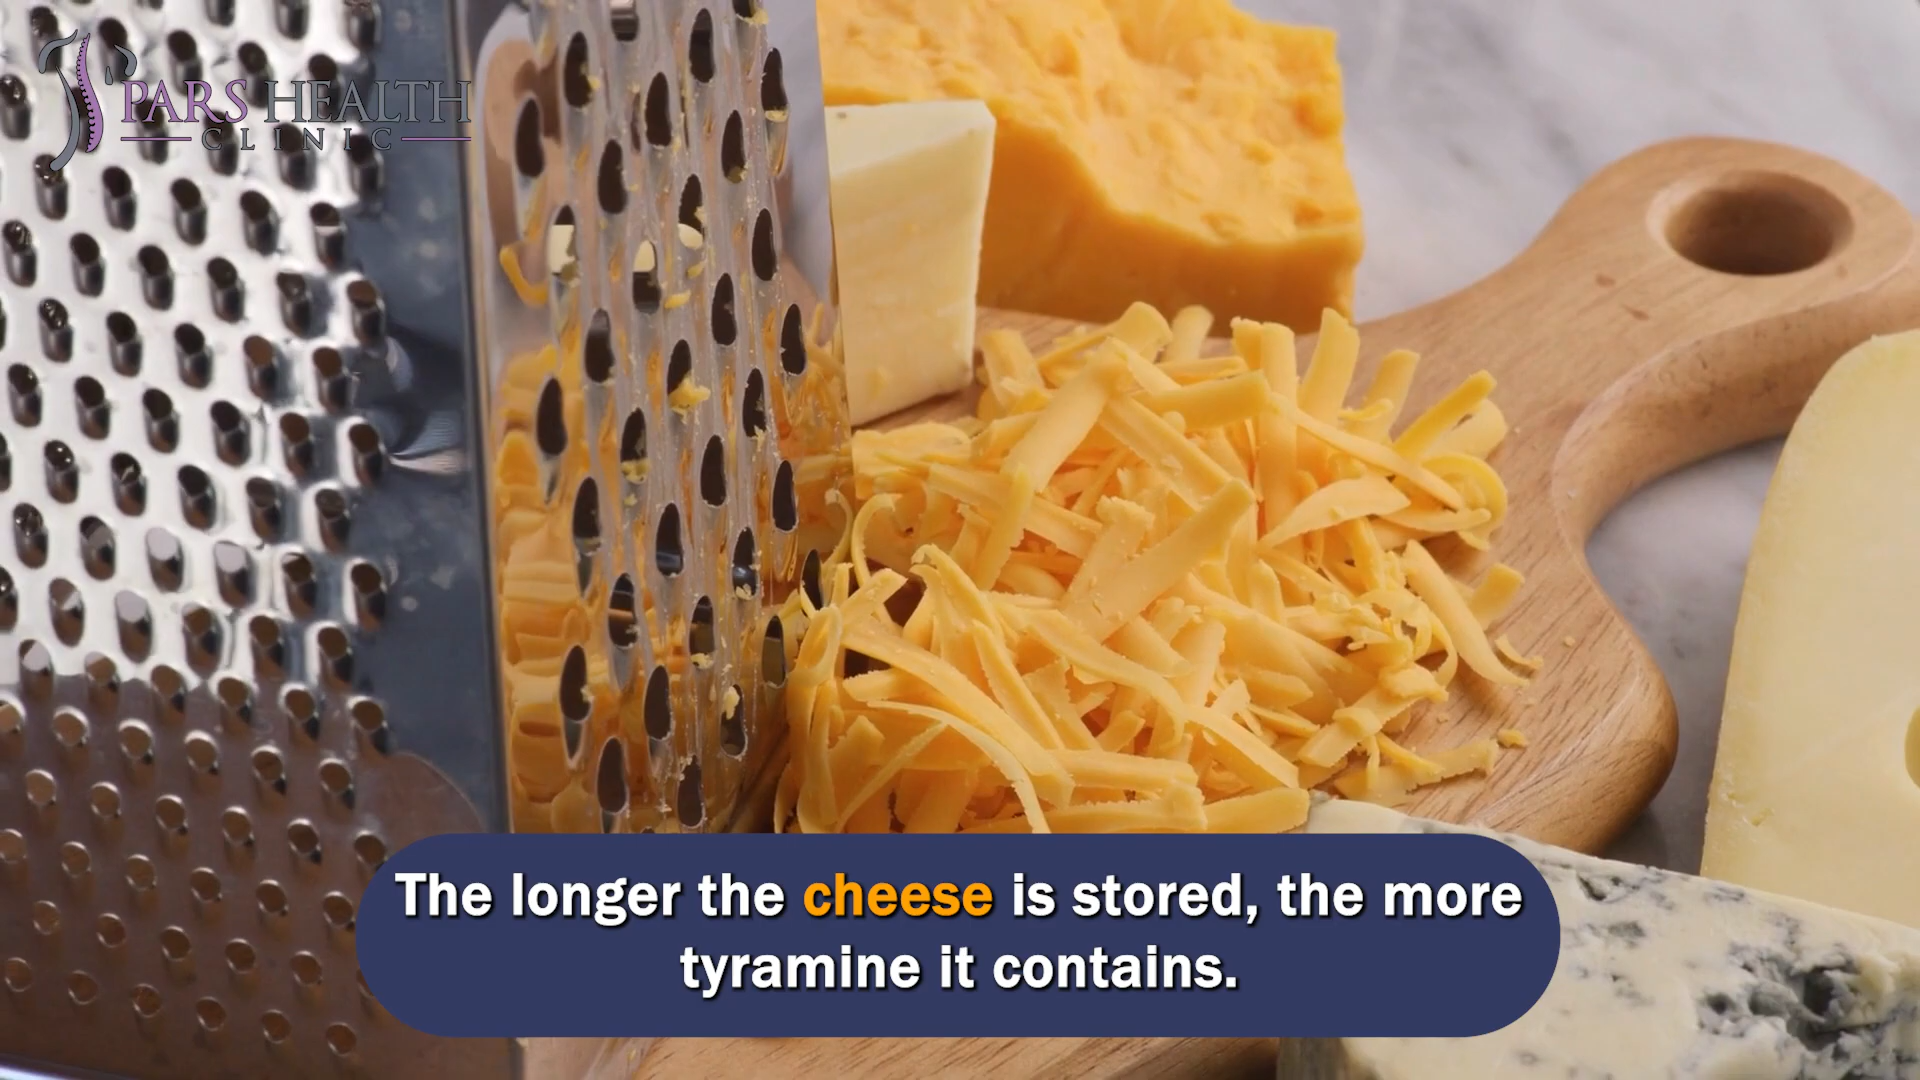 PARS HEALTH
CLINIC
The longer the cheese is stored, the more
tyramine it contains.